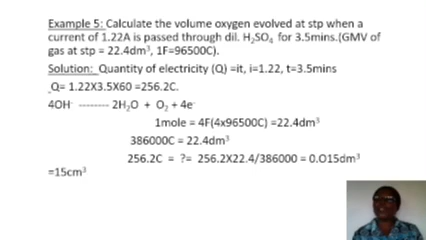 Example 5: Calculate the volume oxygen evolved at stp when a
current of 1.22A is passed through dil. H₂SO₄ for 3.5mins.(GMV of
gas at stp = 22.4dm³, 1F=96500C).
Solution: Quantity of electricity (Q) =it, i=1.22, t=3.5mins
Q= 1.22X3.5X60 =256.2C.
4OH⁻ -------- 2H₂O + O₂ + 4e⁻
1mole = 4F(4x96500C) =22.4dm³
386000C = 22.4dm³
256.2C = ?= 256.2X22.4/386000 = 0.015dm³
=15cm³